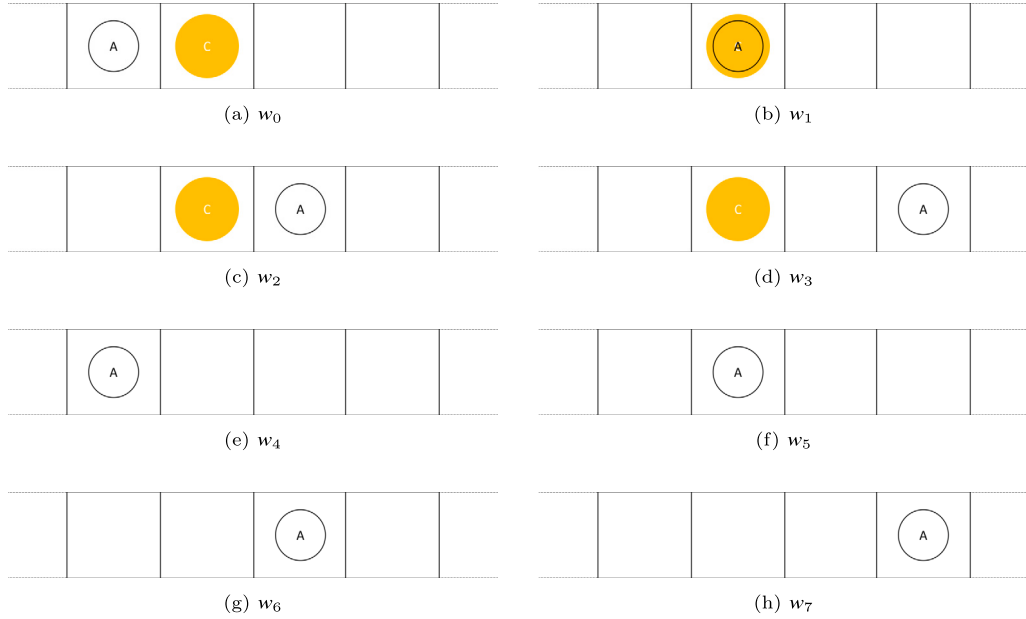 A C
A
(a) w₀
(b) w₁
C A
C A
(c) w₂
(d) w₃
A
A
(e) w₄
(f) w₅
A
A
(g) w₆
(h) w₇